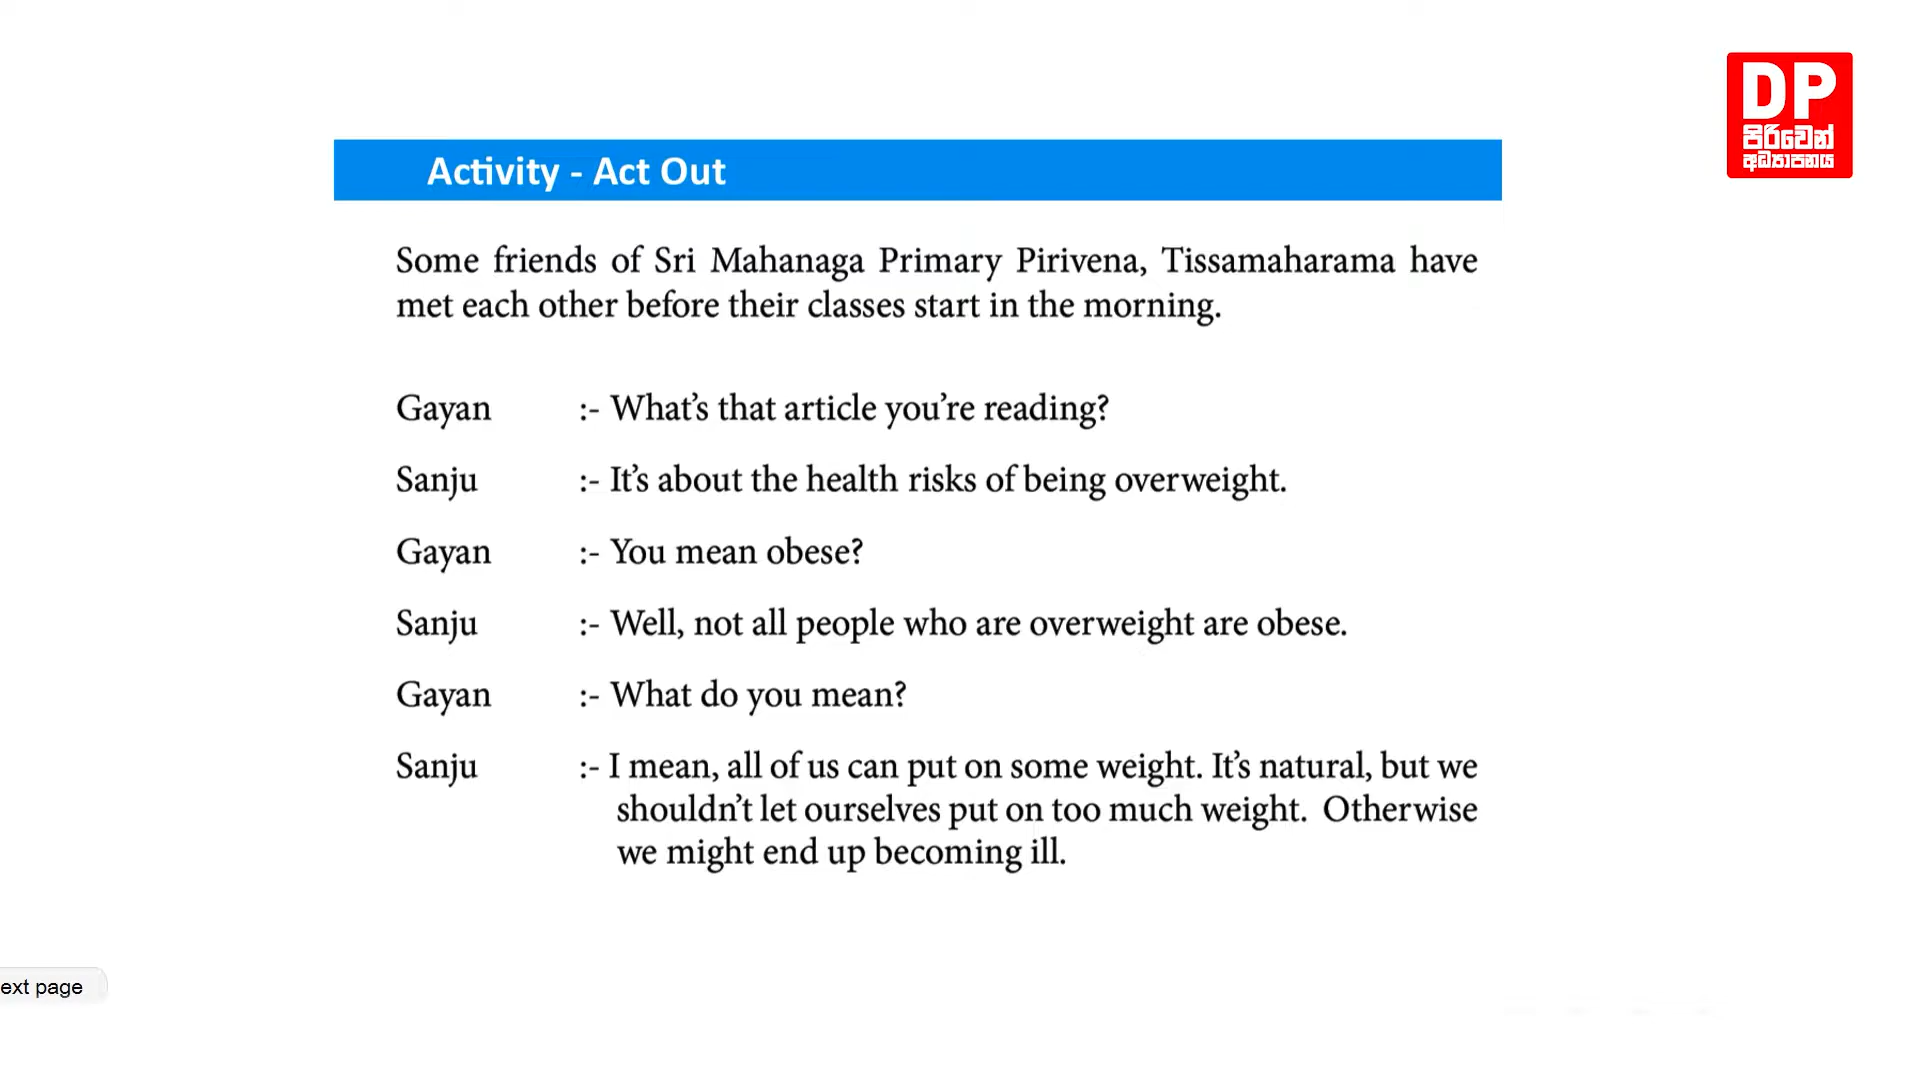 DP
පිරිවෙන්
අධ්‍යාපනය
Activity - Act Out
Some friends of Sri Mahanaga Primary Pirivena, Tissamaharama have
met each other before their classes start in the morning.
Gayan :- What's that article you're reading?
Sanju :- It's about the health risks of being overweight.
Gayan :- You mean obese?
Sanju :- Well, not all people who are overweight are obese.
Gayan :- What do you mean?
Sanju :- I mean, all of us can put on some weight. It's natural, but we
shouldn't let ourselves put on too much weight. Otherwise
we might end up becoming ill.
ext page